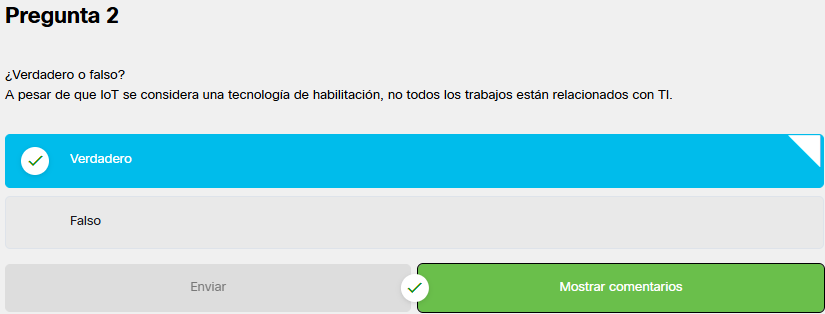 Pregunta 2
¿Verdadero o falso?
A pesar de que IoT se considera una tecnología de habilitación, no todos los trabajos están relacionados con TI.
Verdadero
Falso
Enviar
Mostrar comentarios